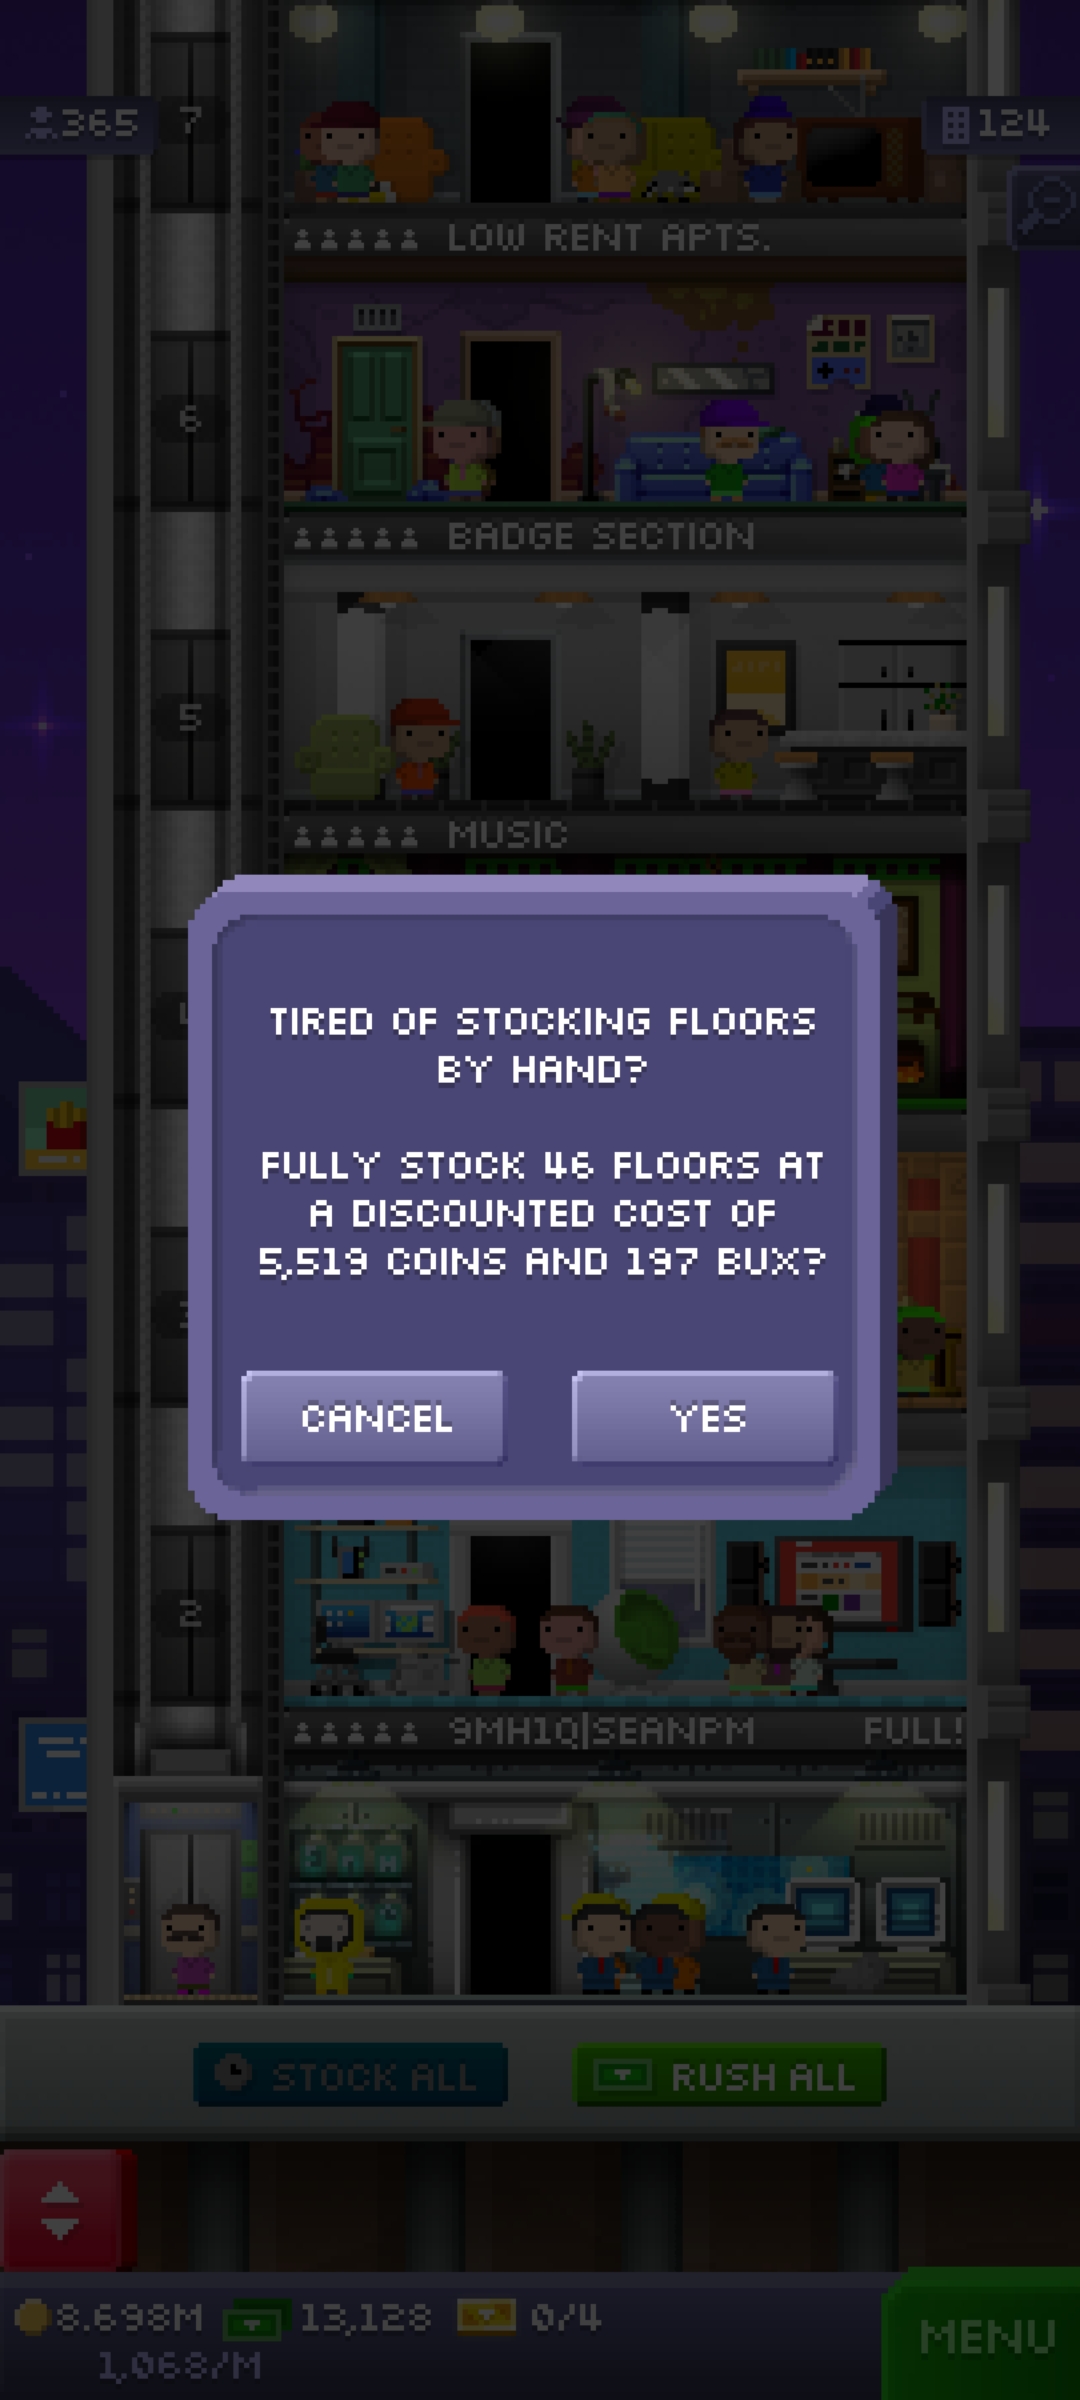 365
7
124
LOW RENT APTS.
6
BADGE SECTION
5
MUSIC
TIRED OF STOCKING FLOORS
BY HAND?
FULLY STOCK 46 FLOORS AT
A DISCOUNTED COST OF
5,519 COINS AND 197 BUX?
CANCEL
YES
2
9MH1Q|SEANPM
FULL!
STOCK ALL
RUSH ALL
8.698M
13,128
0/4
1,068/M
MENU